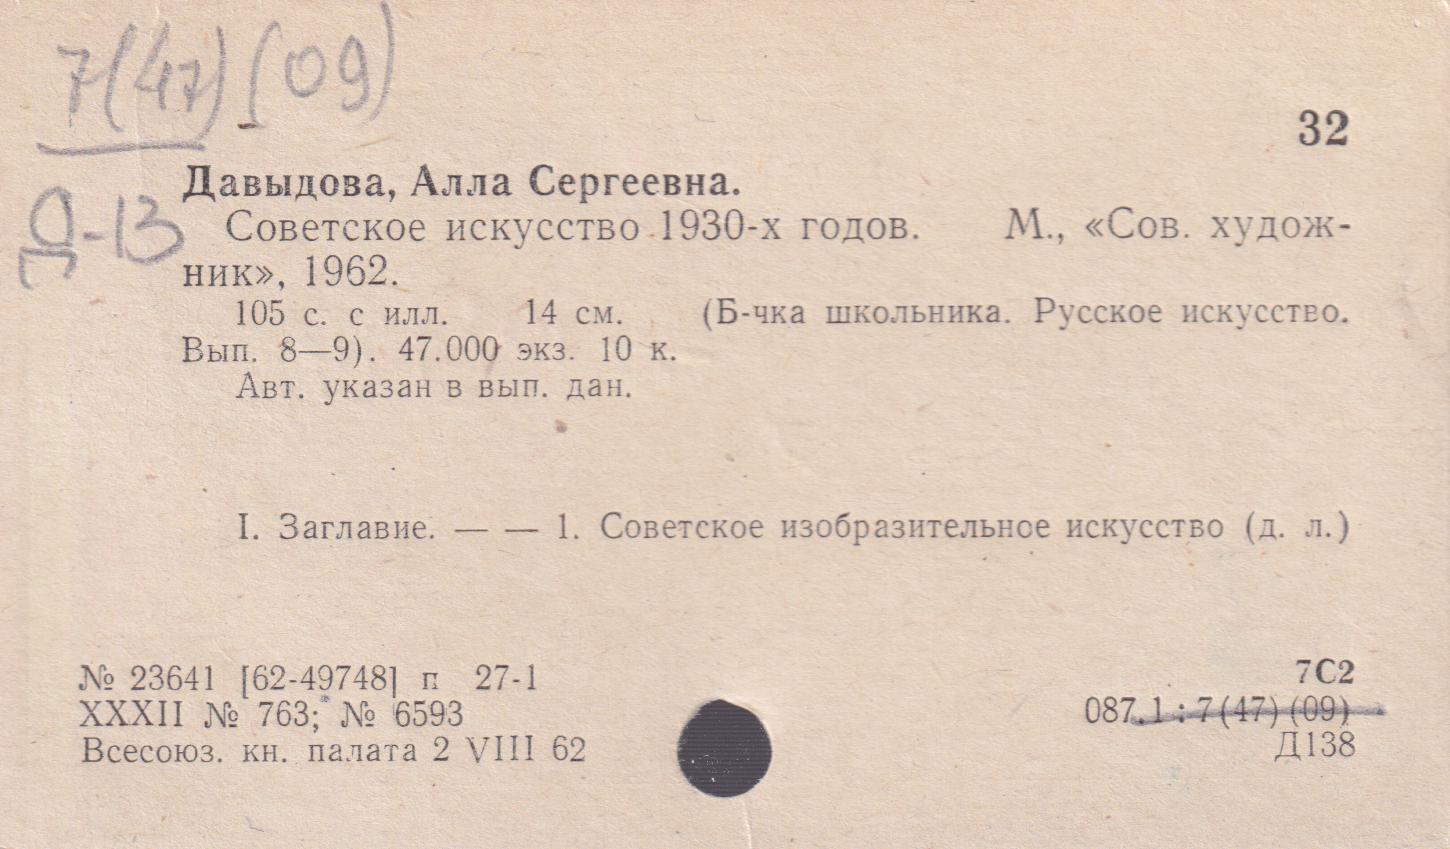 7(47)(09)
32
Давыдова, Алла Сергеевна.
Д-13
Советское искусство 1930-х годов. М., «Сов. худож-
ник», 1962.
105 с. с илл. 14 см. (Б-чка школьника. Русское искусство.
Вып. 8—9). 47.000 экз. 10 к.
Авт. указан в вып. дан.
I. Заглавие. — — 1. Советское изобразительное искусство (д. л.)
№ 23641 [62-49748] п 27-1
7С2
XXXII № 763; № 6593
087.1 : 7(47)(09)
Всесоюз. кн. палата 2 VIII 62
Д138